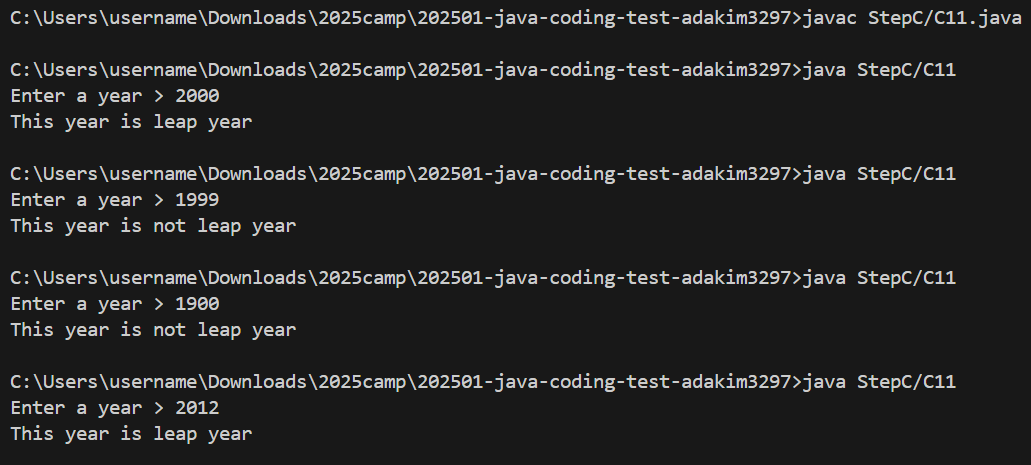 C:\Users\username\Downloads\2025camp\202501-java-coding-test-adakim3297>javac StepC/C11.java
C:\Users\username\Downloads\2025camp\202501-java-coding-test-adakim3297>java StepC/C11
Enter a year > 2000
This year is leap year
C:\Users\username\Downloads\2025camp\202501-java-coding-test-adakim3297>java StepC/C11
Enter a year > 1999
This year is not leap year
C:\Users\username\Downloads\2025camp\202501-java-coding-test-adakim3297>java StepC/C11
Enter a year > 1900
This year is not leap year
C:\Users\username\Downloads\2025camp\202501-java-coding-test-adakim3297>java StepC/C11
Enter a year > 2012
This year is leap year